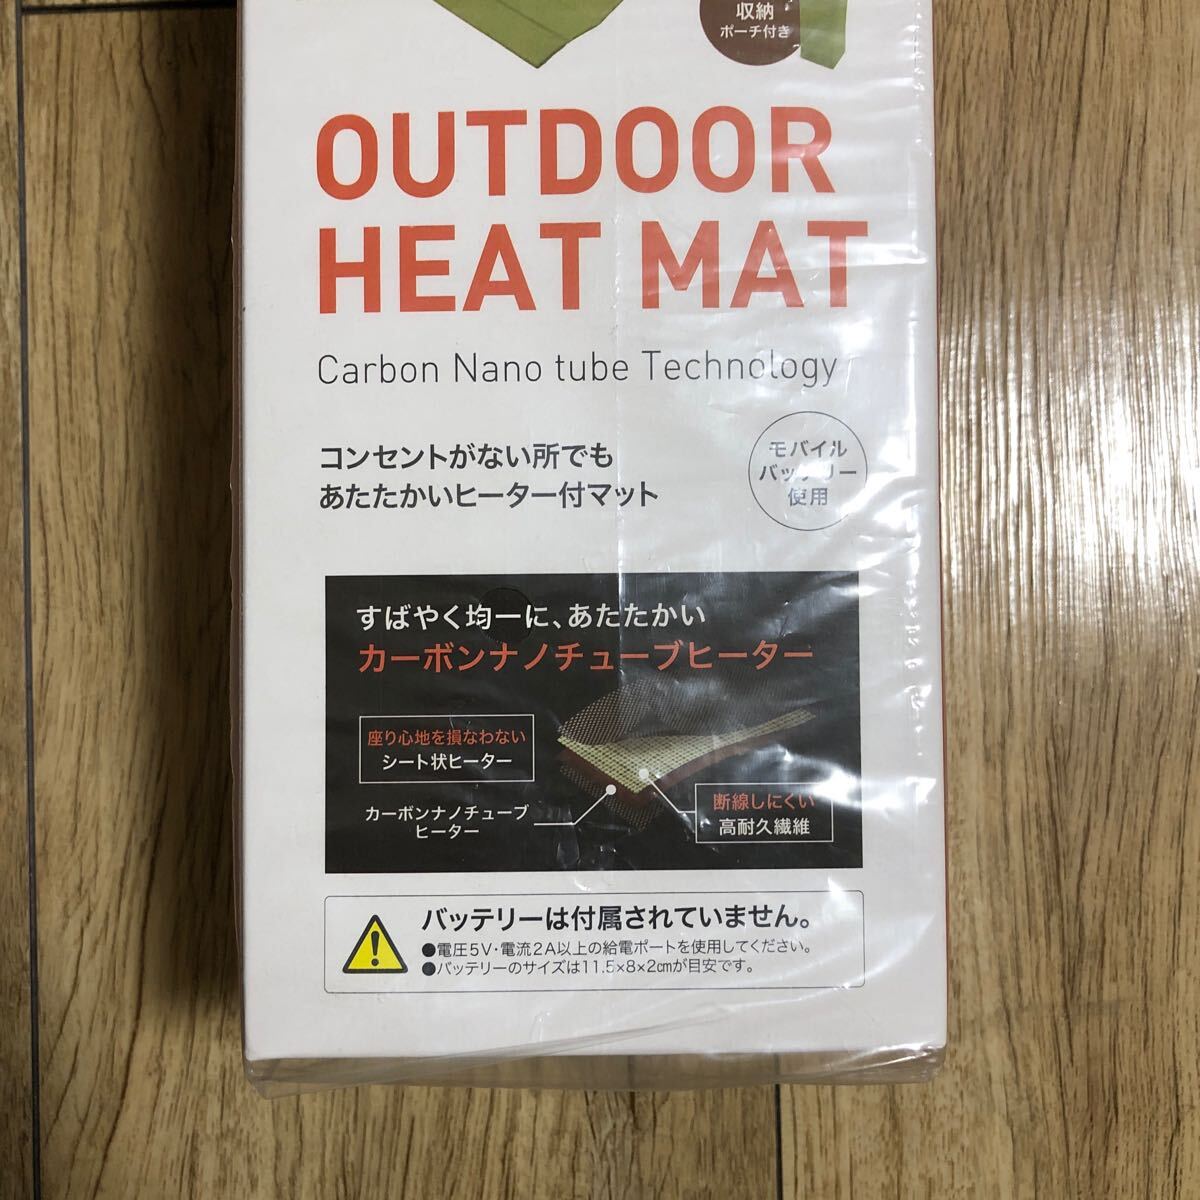 収納
ポーチ付き
OUTDOOR
HEAT MAT
Carbon Nano tube Technology
コンセントがない所でも
あたたかいヒーター付マット
モバイル
バッテリー
使用
すばやく均一に、あたたかい
カーボンナノチューブヒーター
座り心地を損なわない
シート状ヒーター
カーボンナノチューブ
ヒーター
断線しにくい
高耐久繊維
バッテリーは付属されていません。
●電圧5V・電流2A以上の給電ポートを使用してください。
●バッテリーのサイズは11.5×8×2㎝が目安です。